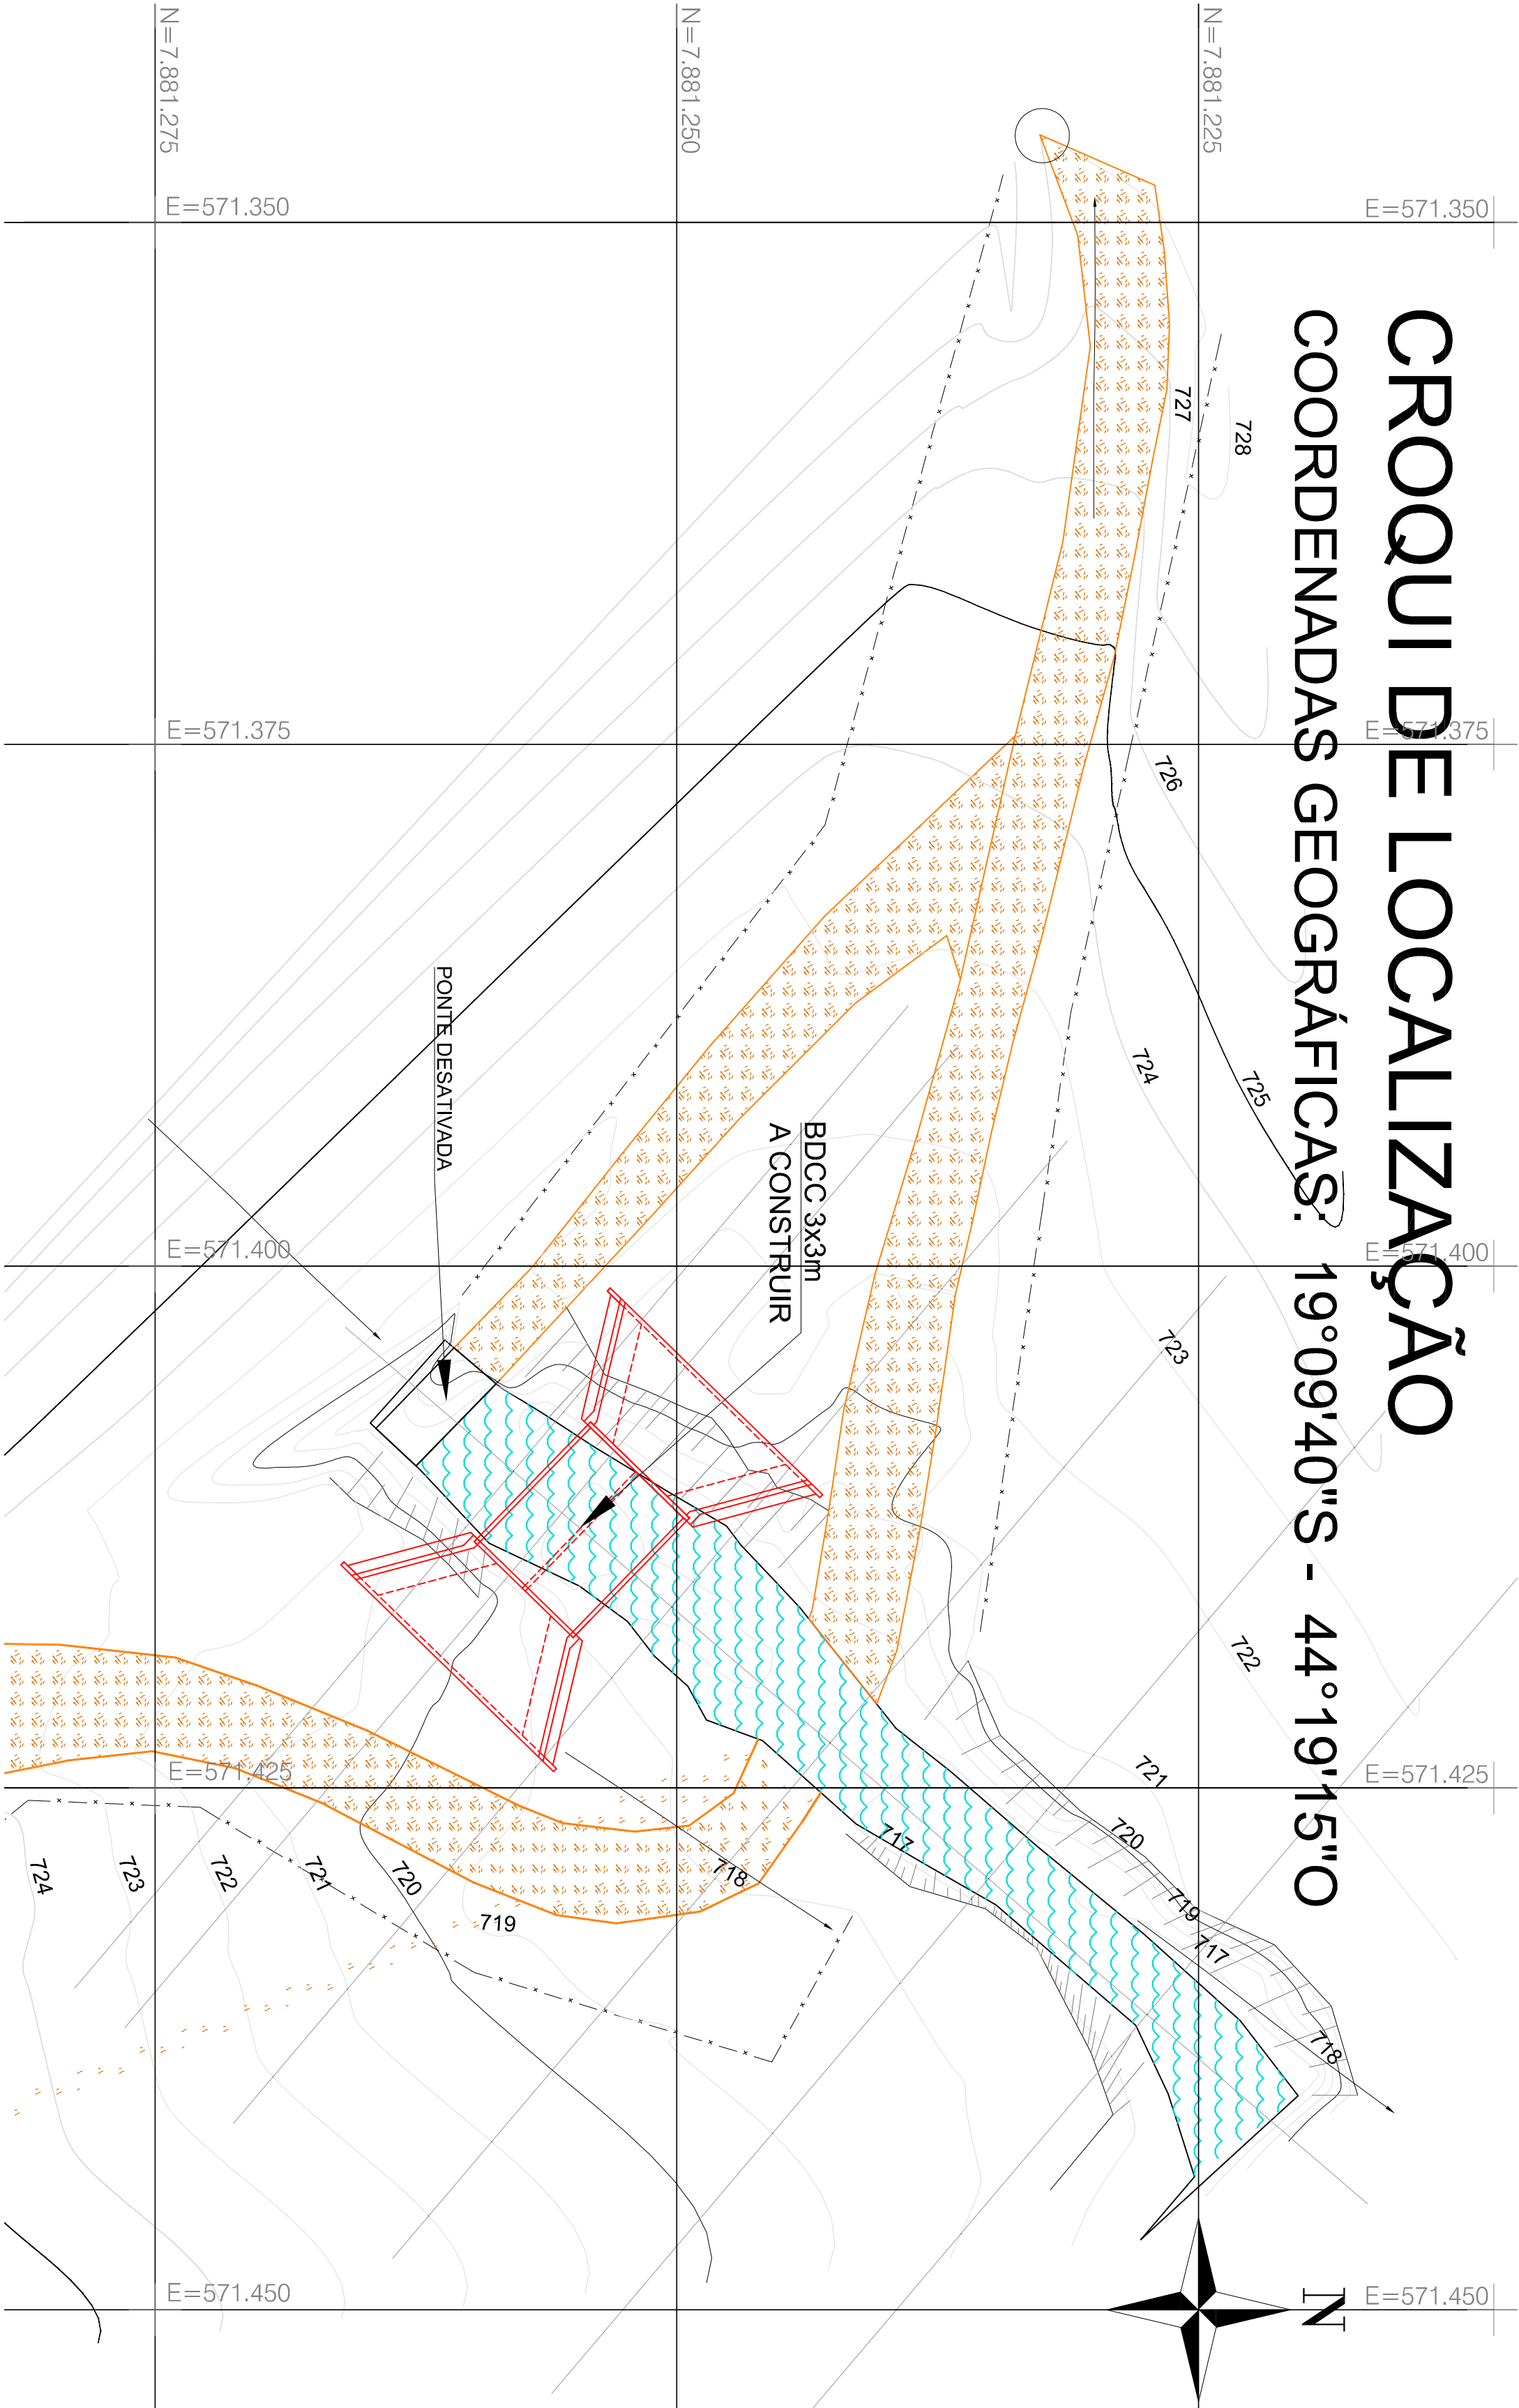 CROQUI DE LOCALIZAÇÃO
COORDENADAS GEOGRÁFICAS: 19°09'40"S - 44°19'15"O
N=7.881.275
N=7.881.250
N=7.881.225
E=571.350
E=571.350
E=571.375
E=571.375
E=571.400
E=571.400
E=571.425
E=571.450
E=571.450
E=571.425
728
727
726
725
724
723
722
721
720
719
717
718
BDCC 3x3m
A CONSTRUIR
PONTE DESATIVADA
717
718
719
720
721
722
723
724
N